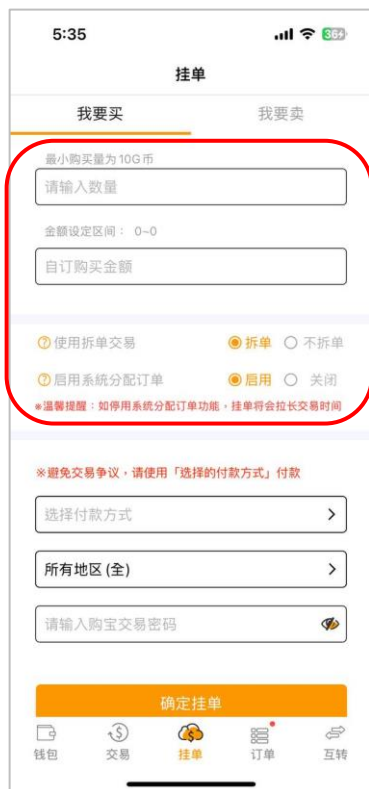 5:35
36
挂单
我要买 我要卖
最小购买量为10G币
请输入数量
金额设定区间： 0~0
自订购买金额
?使用拆单交易 拆单 不拆单
?启用系统分配订单 启用 关闭
*温馨提醒：如停用系统分配订单功能，挂单将会拉长交易时间
※避免交易争议，请使用「选择的付款方式」付款
选择付款方式
所有地区(全)
请输入购宝交易密码
确定挂单
钱包 交易 挂单 订单 互转